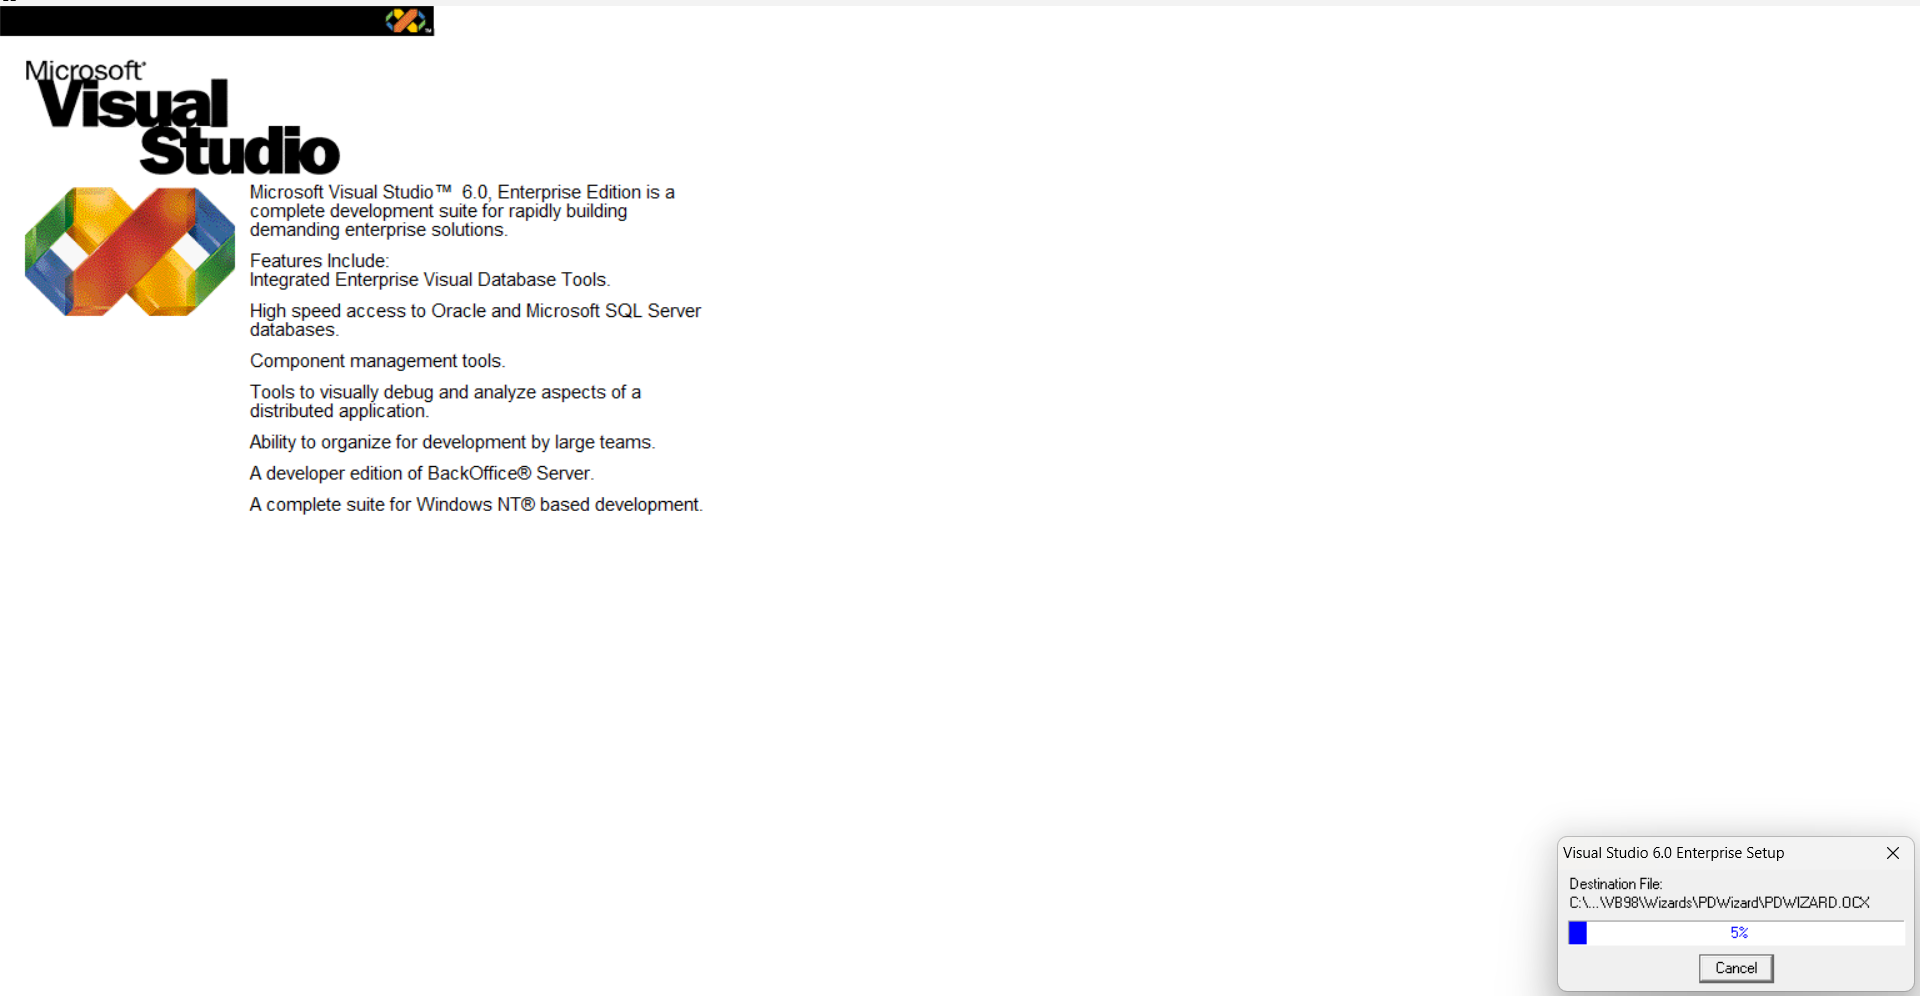 Microsoft®
Visual
Studio
Microsoft Visual Studio™ 6.0, Enterprise Edition is a
complete development suite for rapidly building
demanding enterprise solutions.
Features Include:
Integrated Enterprise Visual Database Tools.
High speed access to Oracle and Microsoft SQL Server
databases.
Component management tools.
Tools to visually debug and analyze aspects of a
distributed application.
Ability to organize for development by large teams.
A developer edition of BackOffice® Server.
A complete suite for Windows NT® based development.
Visual Studio 6.0 Enterprise Setup
Destination File:
C:\...\VB98\Wizards\PDWizard\PDWIZARD.OCX
5%
Cancel